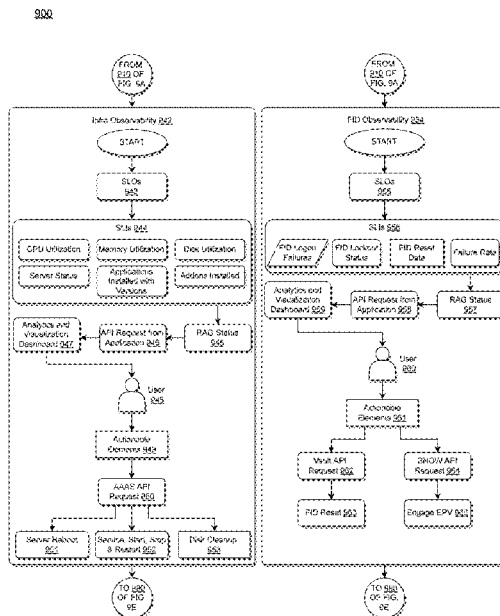 900
FROM
910 OF
FIG. 9A
Infra Observability 942
START
SLOs
943
SLIs 944
CPU Utilization
Memory Utilization
Disk Utilization
Server Status
Applications
Installed with
Versions
Addons Installed
RAG Status
945
API Request from
Application 946
Analytics and
Visualization
Dashboard 947
User
Actionable
Elements 949
AAAS API
Request 950
Server Reboot
951
Service, Start, Stop
& Restart 952
Disk Cleanup
953
TO
OF FIG
9E
FROM
910 OF
FIG. 9A
FID Observability 954
START
SLOs
955
SLIs 956
FID Logon
Failures
FID Lockout
Status
FID Reset
Data
Failure Rate
RAG Status
957
API Request from
Application 958
Analytics and
Visualization
Dashboard 959
User
960
Actionable
Elements 961
Vault API
Request 962
SNOW API
Request 964
FID Reset
963
Engage EPV
TO
OF FIG.
9E